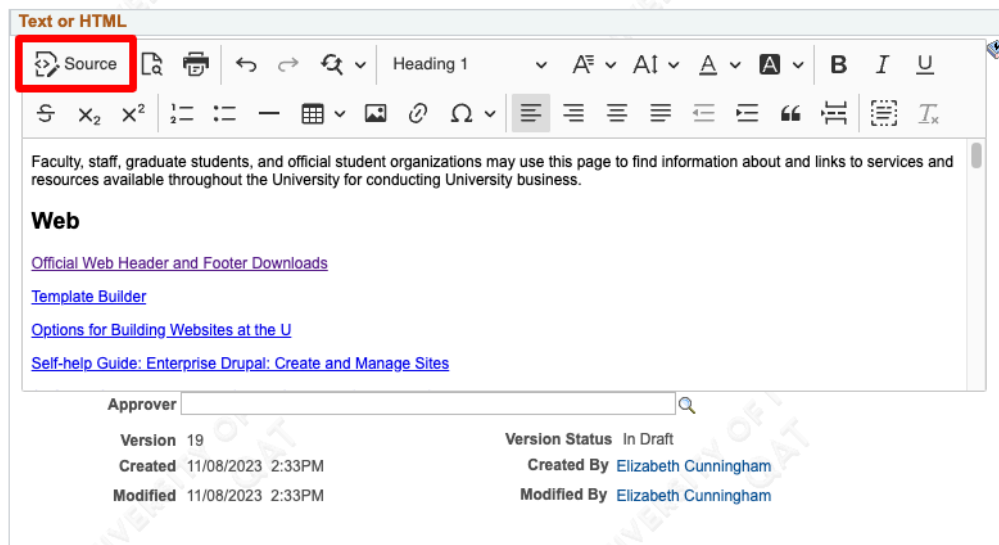 Text or HTML
Source
Heading 1
Faculty, staff, graduate students, and official student organizations may use this page to find information about and links to services and
resources available throughout the University for conducting University business.
Web
Official Web Header and Footer Downloads
Template Builder
Options for Building Websites at the U
Self-help Guide: Enterprise Drupal: Create and Manage Sites
Approver
Version 19 Version Status In Draft
Created 11/08/2023 2:33PM Created By Elizabeth Cunningham
Modified 11/08/2023 2:33PM Modified By Elizabeth Cunningham